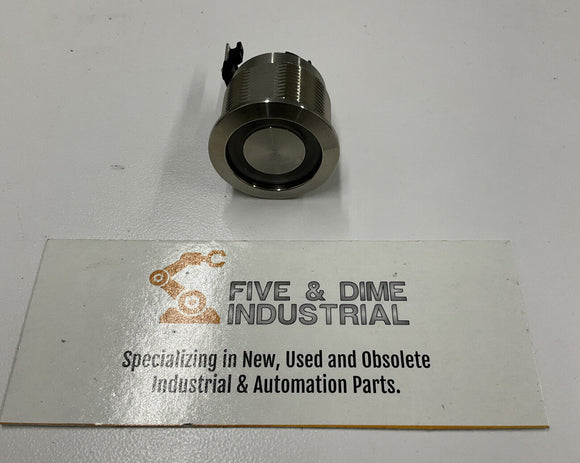 FIVE & DIME
INDUSTRIAL
Specializing in New, Used and Obsolete
Industrial & Automation Parts.